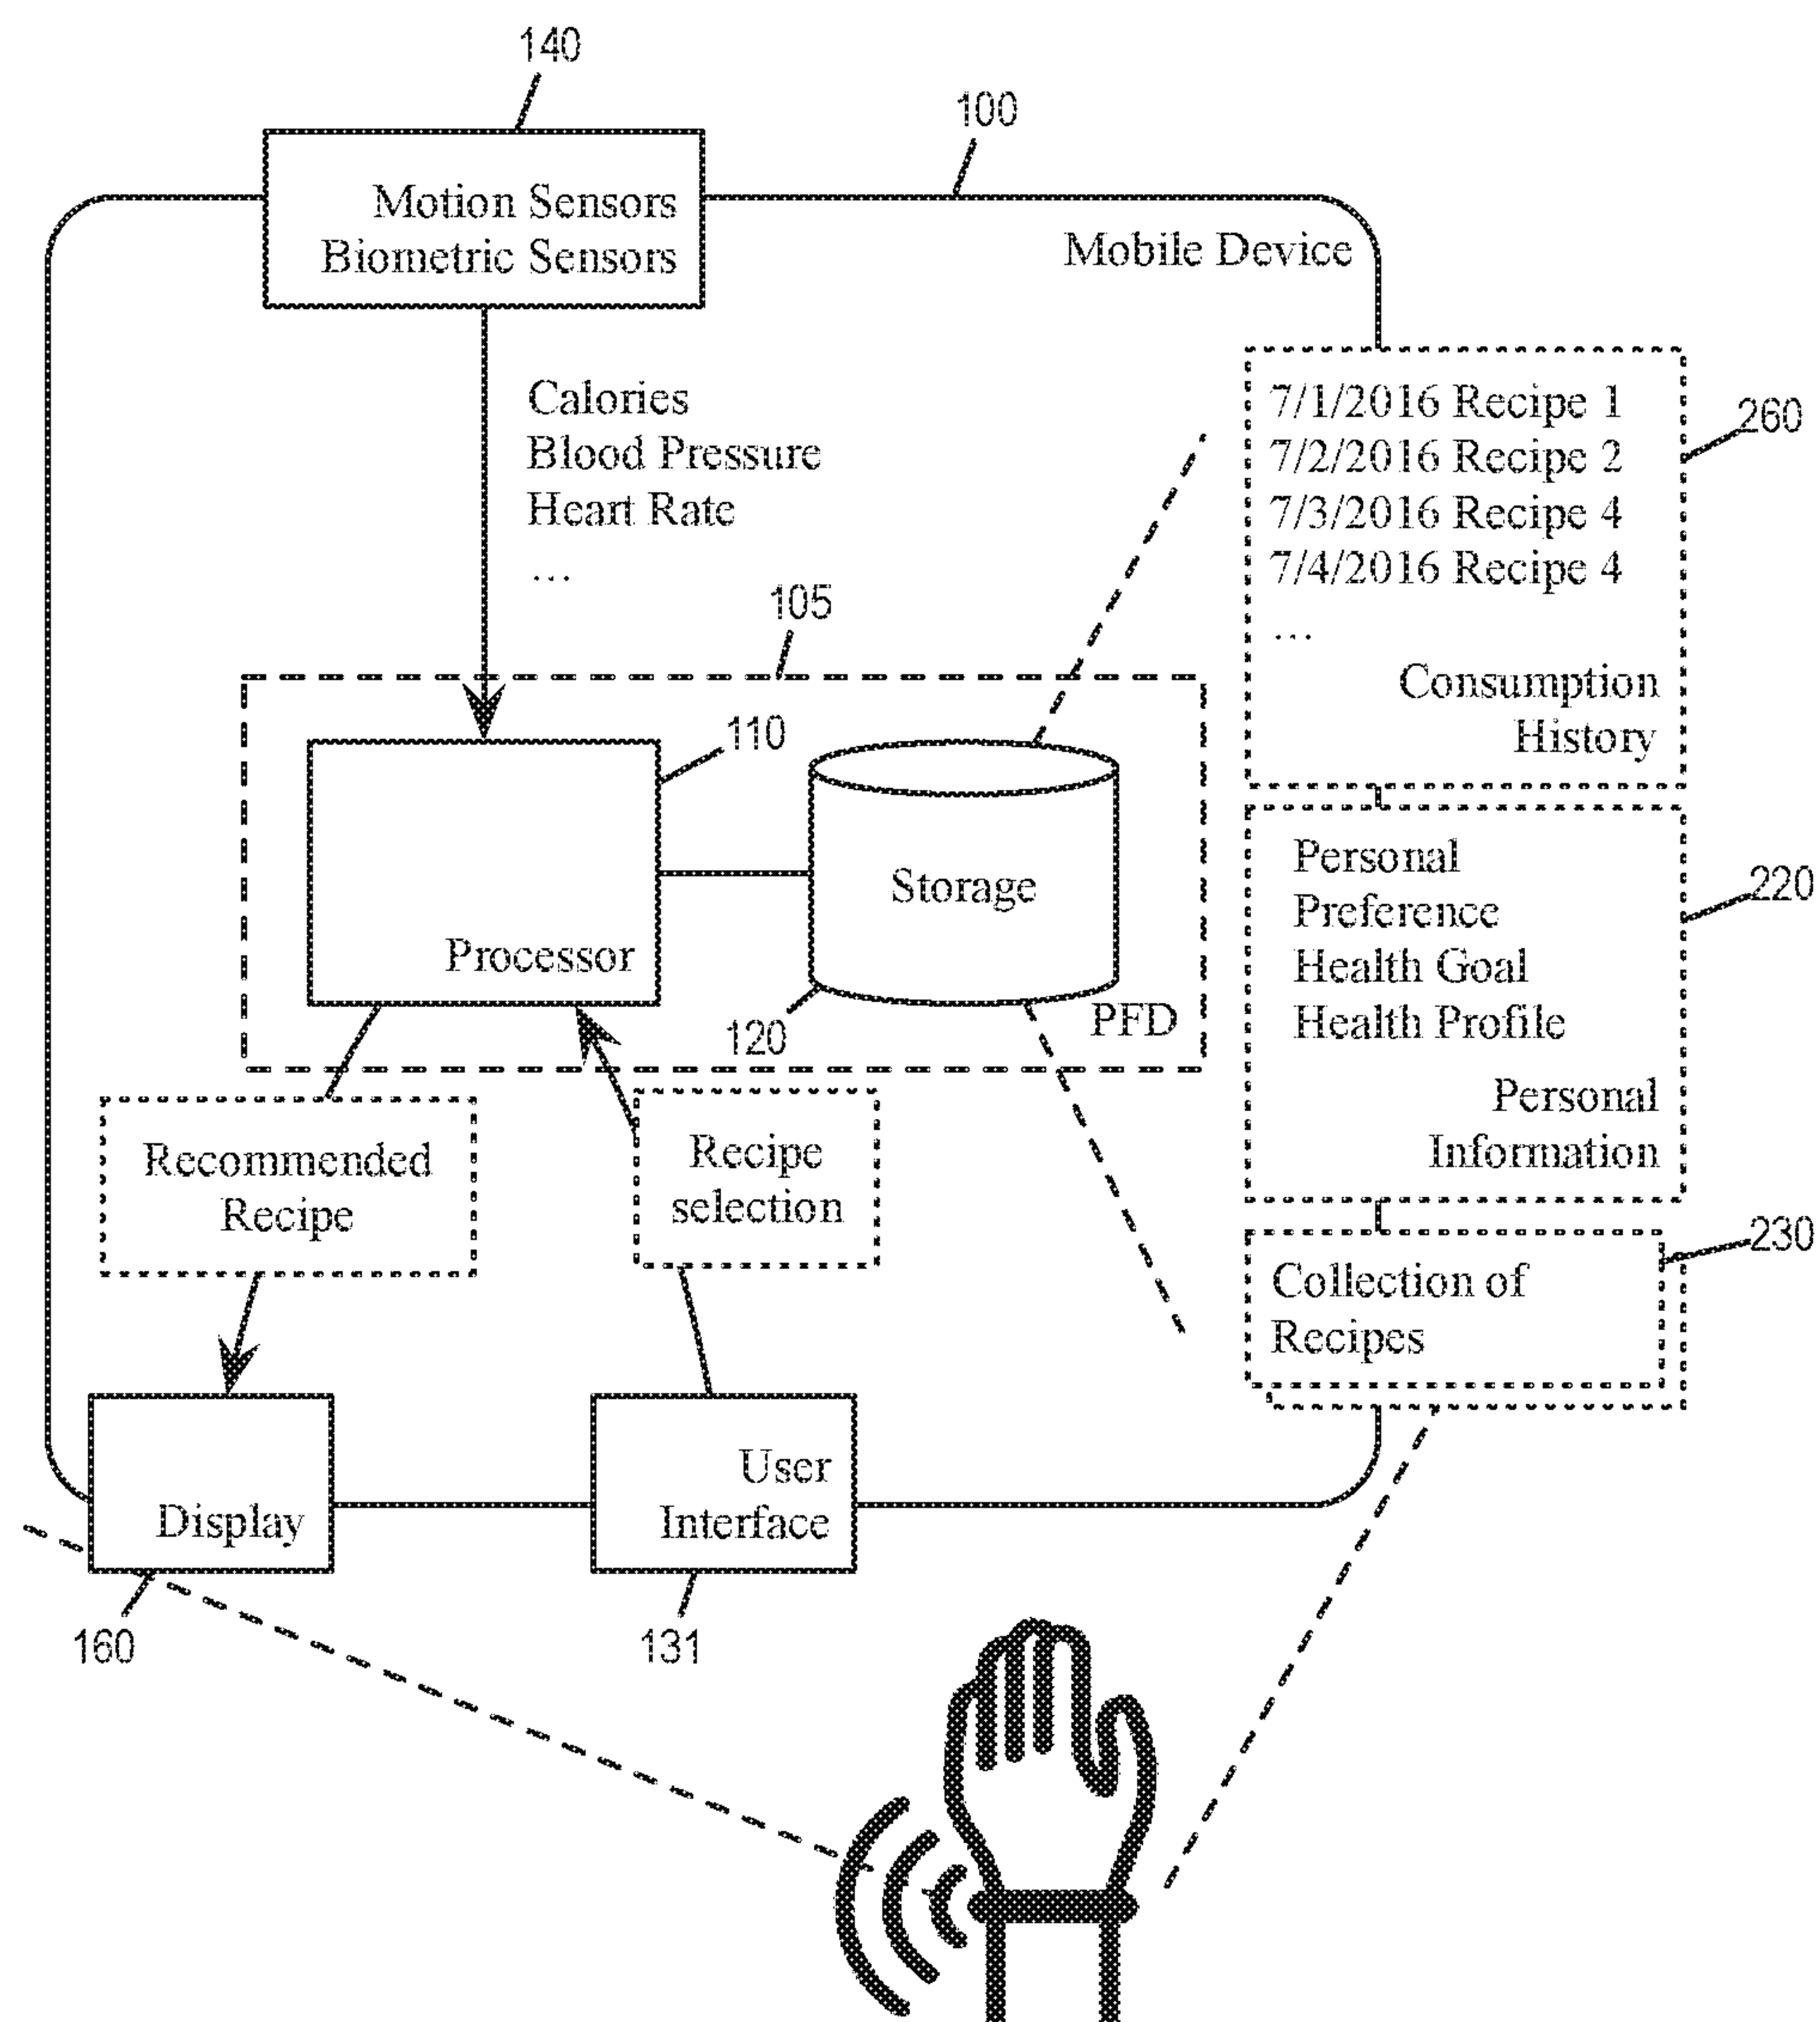 140
100
Motion Sensors
Biometric Sensors
Mobile Device
Calories
Blood Pressure
Heart Rate
...
7/1/2016 Recipe 1
7/2/2016 Recipe 2
7/3/2016 Recipe 4
7/4/2016 Recipe 4
...
Consumption
History
260
105
110
Processor
Storage
120
PFD
Personal
Preference
Health Goal
Health Profile
Personal
Information
220
Recommended
Recipe
Recipe
selection
Collection of
Recipes
230
Display
User
Interface
160
131